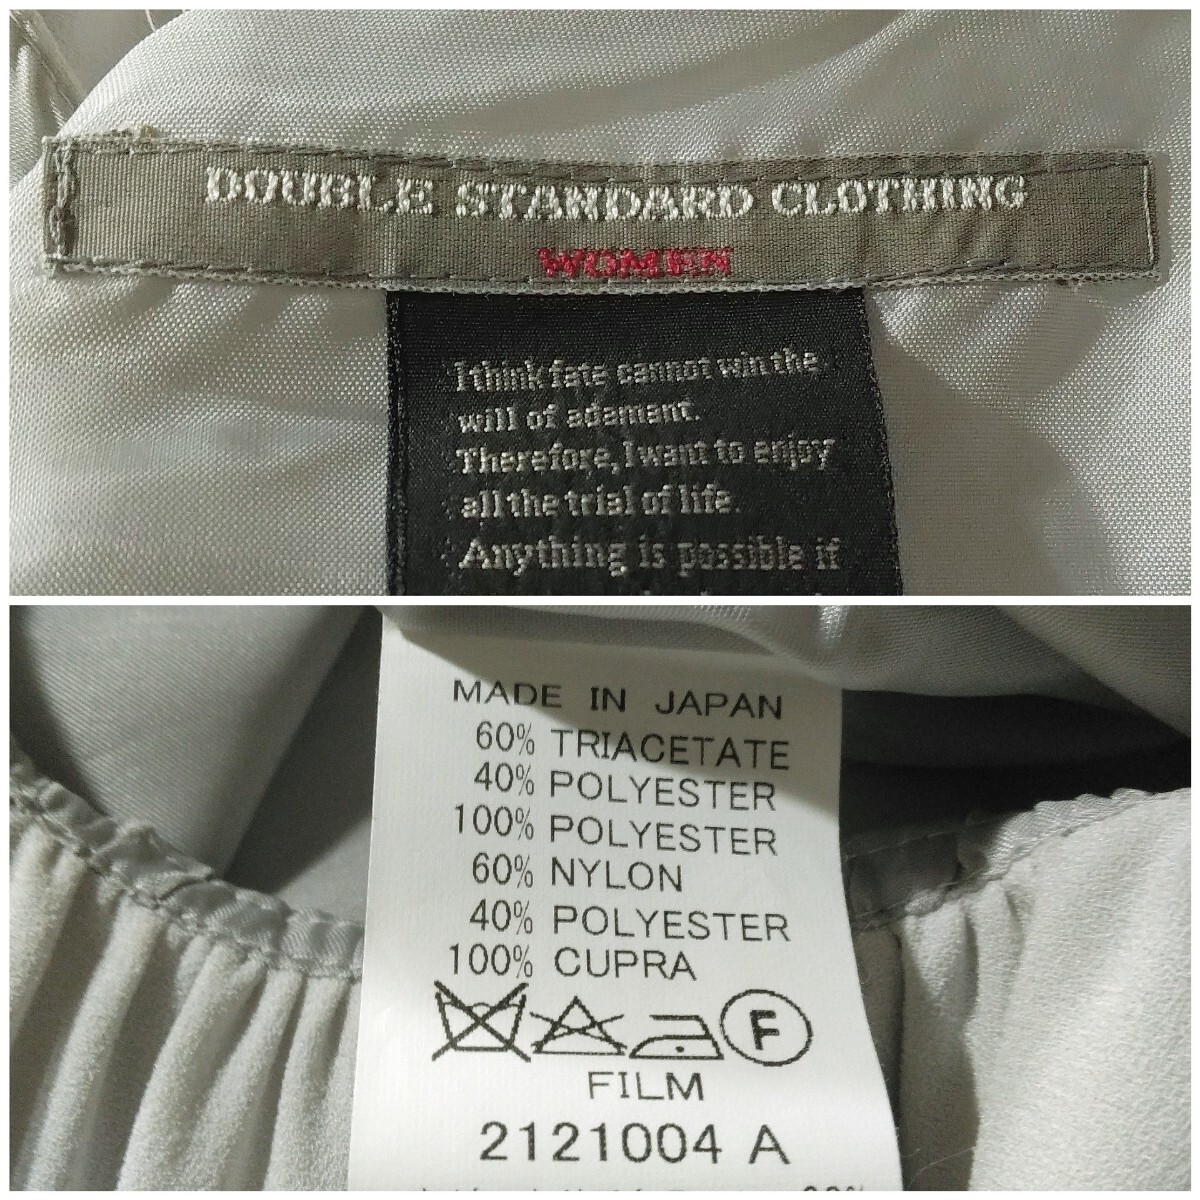 DOUBLE STANDARD CLOTHING
WOMEN
I think fate cannot win the
will of adamant.
Therefore, I want to enjoy
all the trial of life.
Anything is possible if
MADE IN JAPAN
60% TRIACETATE
40% POLYESTER
100% POLYESTER
60% NYLON
40% POLYESTER
100% CUPRA
F
FILM
2121004 A